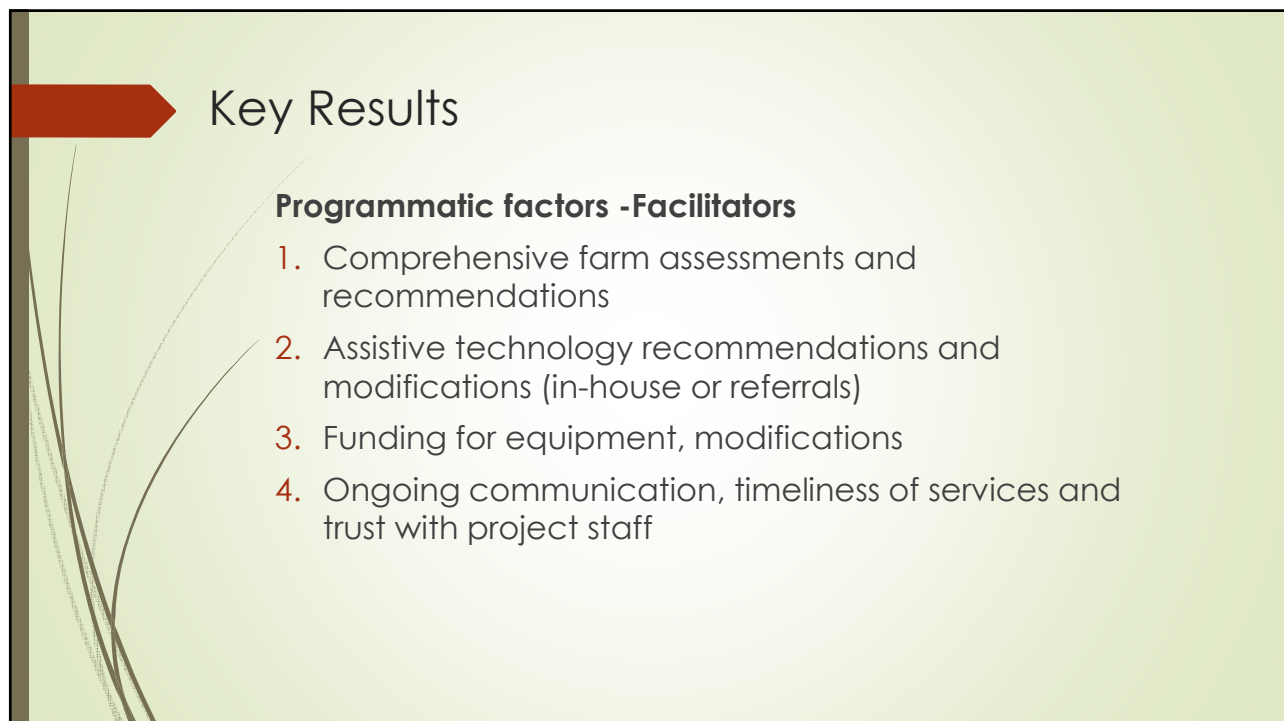 Key Results
Programmatic factors -Facilitators
1. Comprehensive farm assessments and
recommendations
2. Assistive technology recommendations and
modifications (in-house or referrals)
3. Funding for equipment, modifications
4. Ongoing communication, timeliness of services and
trust with project staff